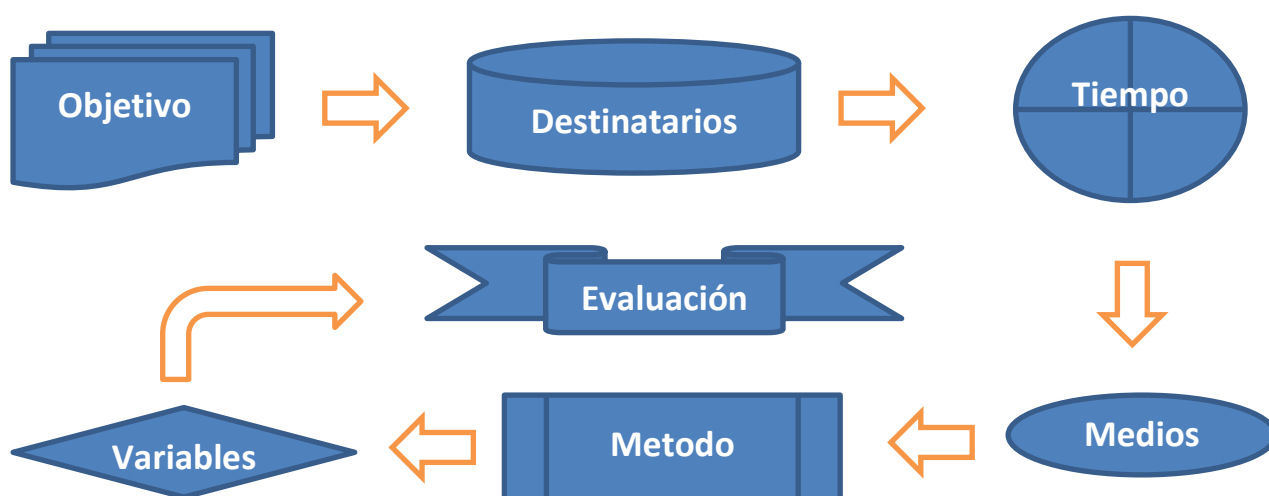 Objetivo
Destinatarios
Tiempo
Medios
Metodo
Variables
Evaluación